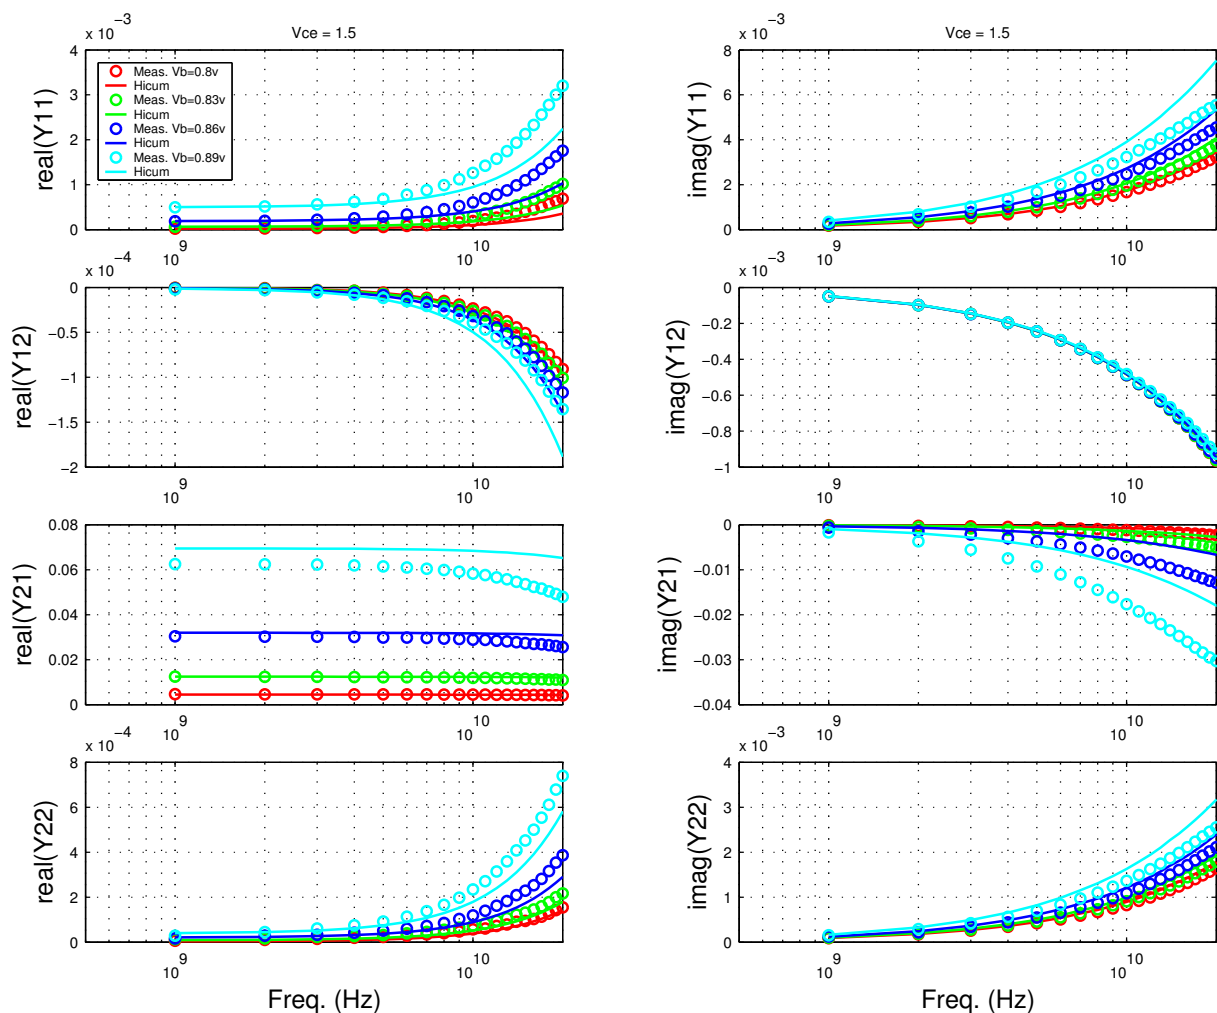 x 10−3
Vce = 1.5
4
3
2
1
0
real(Y11)
Meas. Vb=0.8v
Hicum
Meas. Vb=0.83v
Hicum
Meas. Vb=0.86v
Hicum
Meas. Vb=0.89v
Hicum
10^9
10^10
x 10−3
Vce = 1.5
8
6
4
2
0
imag(Y11)
10^9
10^10
x 10−4
0
−0.5
−1
−1.5
−2
real(Y12)
10^9
10^10
x 10−3
0
−0.2
−0.4
−0.6
−0.8
−1
imag(Y12)
10^9
10^10
0.08
0.06
0.04
0.02
0
real(Y21)
10^9
10^10
0
−0.01
−0.02
−0.03
−0.04
imag(Y21)
10^9
10^10
x 10−4
8
6
4
2
0
real(Y22)
10^9
10^10
Freq. (Hz)
x 10−3
4
3
2
1
0
imag(Y22)
10^9
10^10
Freq. (Hz)